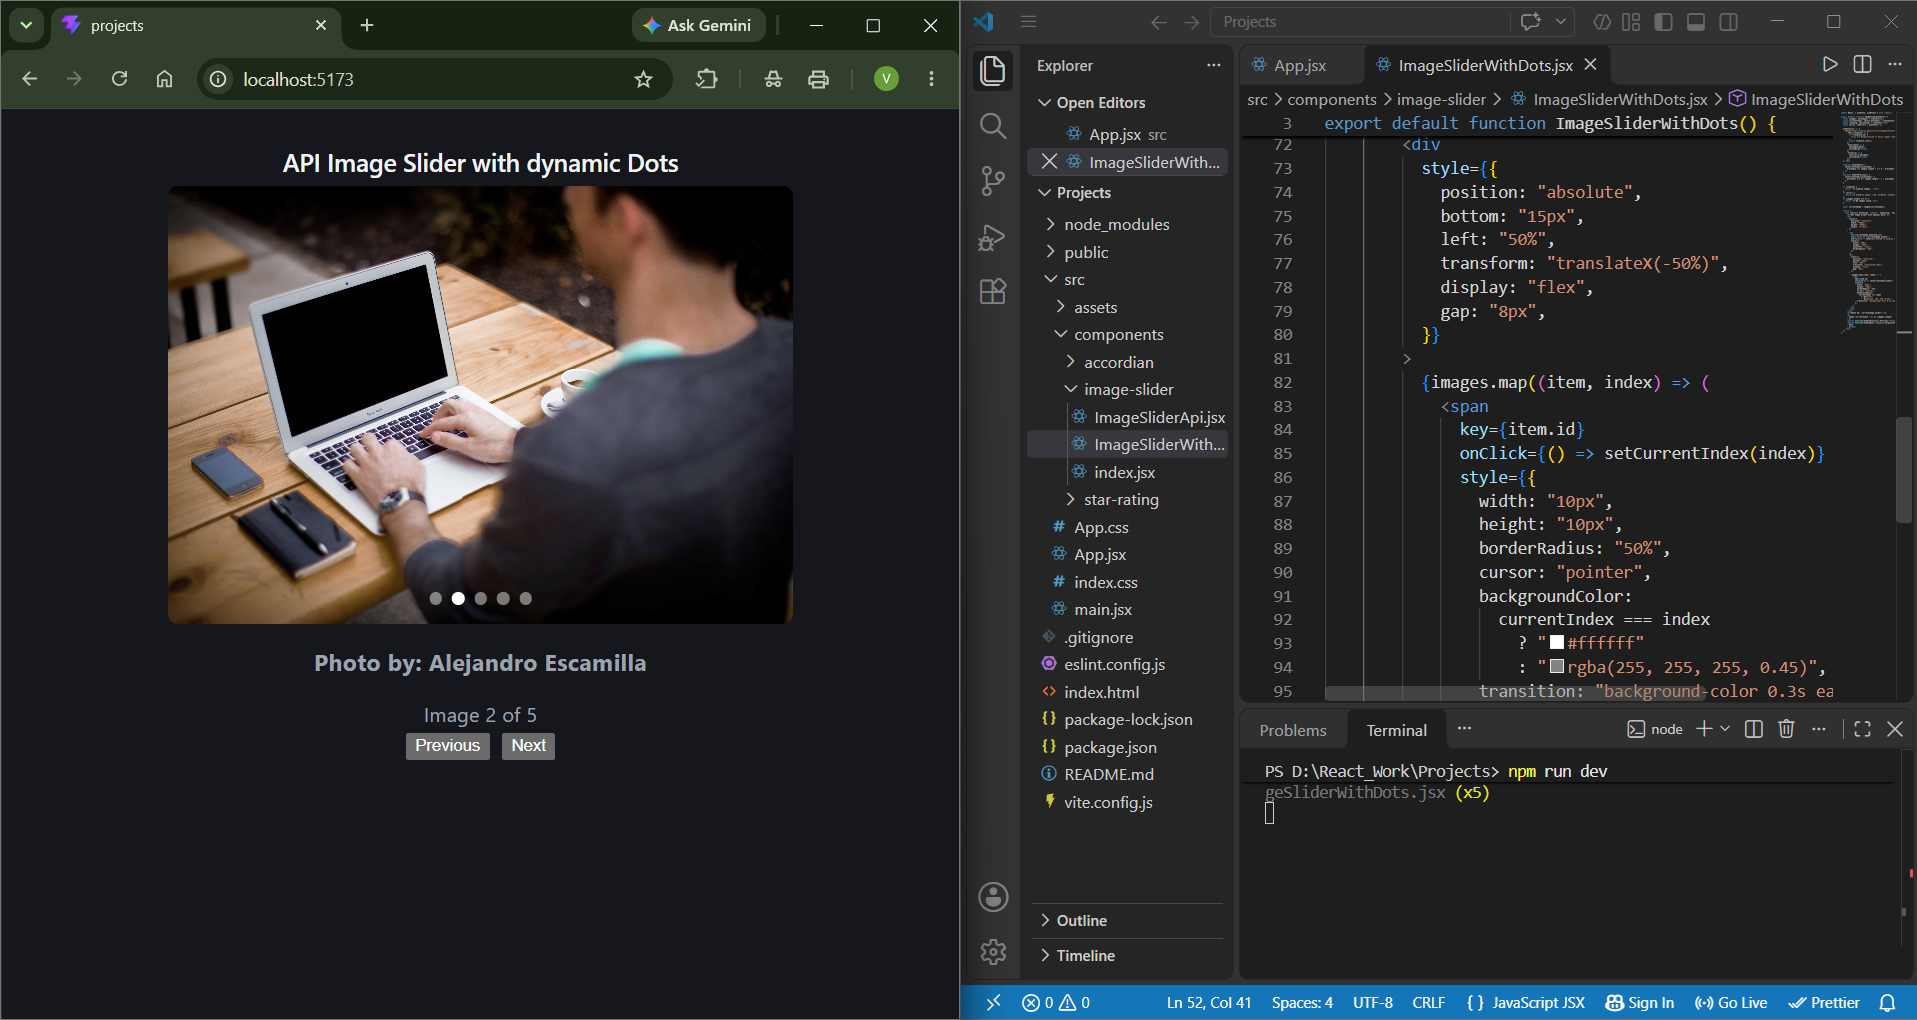 projects
Ask Gemini
localhost:5173
V
API Image Slider with dynamic Dots
Photo by: Alejandro Escamilla
Image 2 of 5
Previous
Next
Projects
Explorer
Open Editors
App.jsx src
ImageSliderWith...
Projects
node_modules
public
src
assets
components
accordian
image-slider
ImageSliderApi.jsx
ImageSliderWith...
index.jsx
star-rating
App.css
App.jsx
index.css
main.jsx
.gitignore
eslint.config.js
index.html
package-lock.json
package.json
README.md
vite.config.js
Outline
Timeline
App.jsx
ImageSliderWithDots.jsx
src > components > image-slider > ImageSliderWithDots.jsx > ImageSliderWithDots
3 export default function ImageSliderWithDots() {
72 <div
73 style={{
74 position: "absolute",
75 bottom: "15px",
76 left: "50%",
77 transform: "translateX(-50%)",
78 display: "flex",
79 gap: "8px",
80 }}
81 >
82 {images.map((item, index) => (
83 <span
84 key={item.id}
85 onClick={() => setCurrentIndex(index)}
86 style={{
87 width: "10px",
88 height: "10px",
89 borderRadius: "50%",
90 cursor: "pointer",
91 backgroundColor:
92 currentIndex === index
93 ? "#ffffff"
94 : "rgba(255, 255, 255, 0.45)",
95 transition: "background-color 0.3s ea
Problems
Terminal
node
PS D:\React_Work\Projects> npm run dev
geSliderWithDots.jsx (x5)
0 0
Ln 52, Col 41
Spaces: 4
UTF-8
CRLF
{ } JavaScript JSX
Sign In
Go Live
Prettier